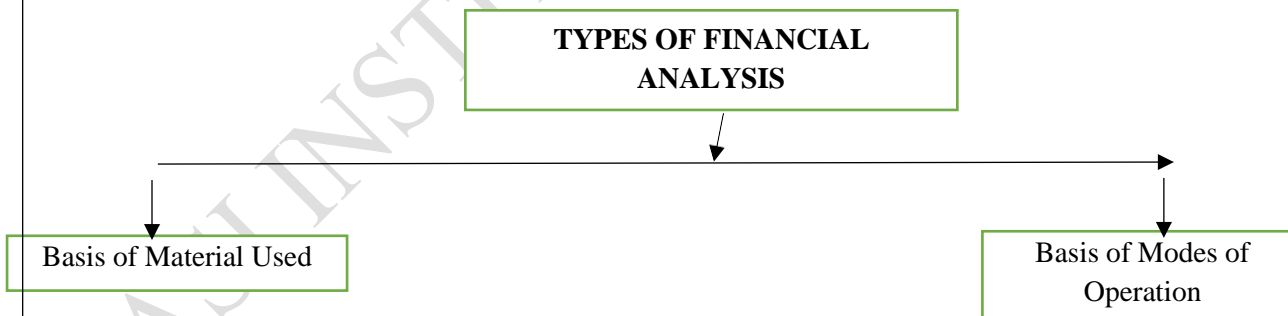 TYPES OF FINANCIAL
ANALYSIS
Basis of Material Used
Basis of Modes of
Operation